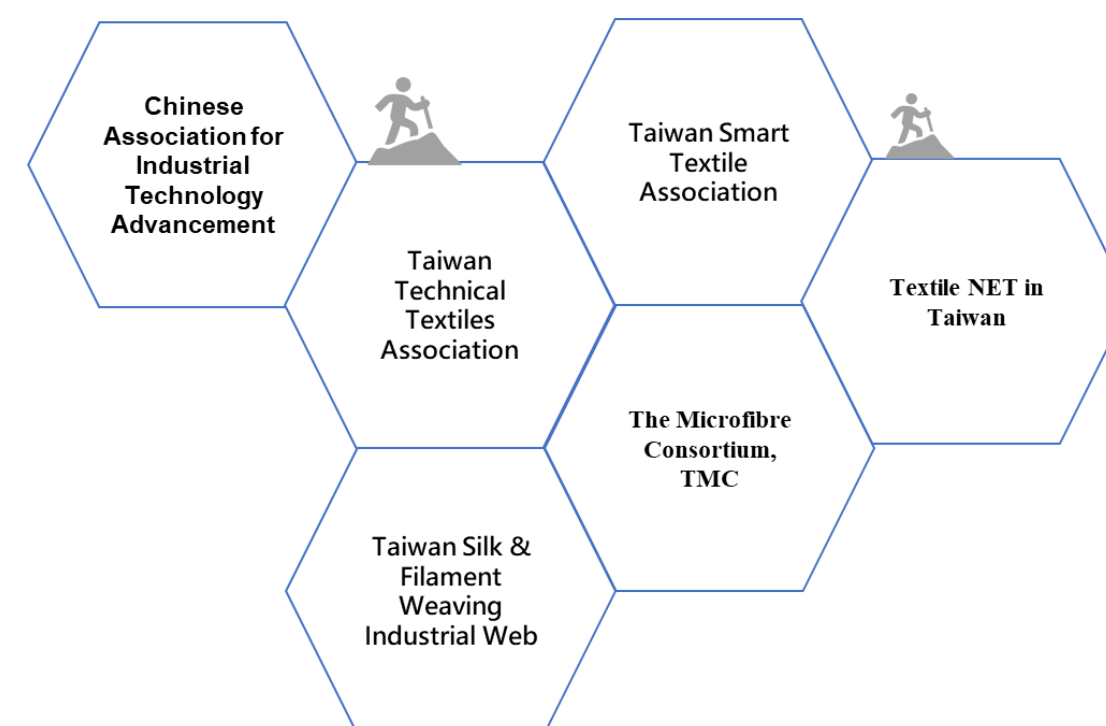 Chinese
Association for
Industrial
Technology
Advancement
Taiwan
Technical
Textiles
Association
Taiwan Smart
Textile
Association
Textile NET in
Taiwan
The Microfibre
Consortium,
TMC
Taiwan Silk &
Filament
Weaving
Industrial Web